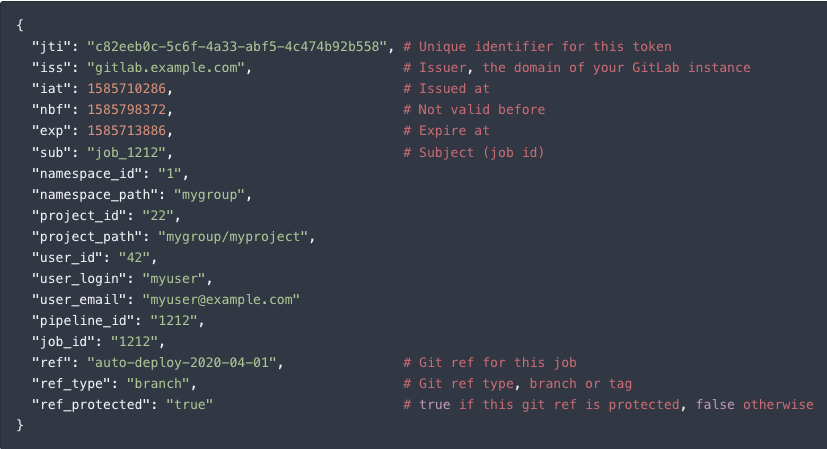 {
  "jti": "c82eeb0c-5c6f-4a33-abf5-4c474b92b558", # Unique identifier for this token
  "iss": "gitlab.example.com",                   # Issuer, the domain of your GitLab instance
  "iat": 1585710286,                             # Issued at
  "nbf": 1585798372,                             # Not valid before
  "exp": 1585713886,                             # Expire at
  "sub": "job_1212",                             # Subject (job id)
  "namespace_id": "1",
  "namespace_path": "mygroup",
  "project_id": "22",
  "project_path": "mygroup/myproject",
  "user_id": "42",
  "user_login": "myuser",
  "user_email": "myuser@example.com"
  "pipeline_id": "1212",
  "job_id": "1212",
  "ref": "auto-deploy-2020-04-01",               # Git ref for this job
  "ref_type": "branch",                          # Git ref type, branch or tag
  "ref_protected": "true"                        # true if this git ref is protected, false otherwise
}